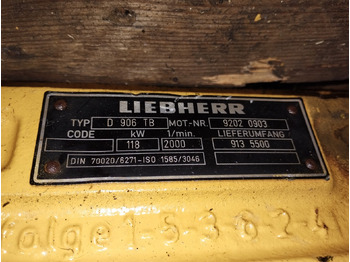 LIEBHERR
TYP D 906 TB MOT-NR. 9202 0903
CODE kW 1/min. LIEFERUMFANG
118 2000 913 5500
DIN 70020/6271-ISO 1585/3046
folge 1-5-3-6-2-4